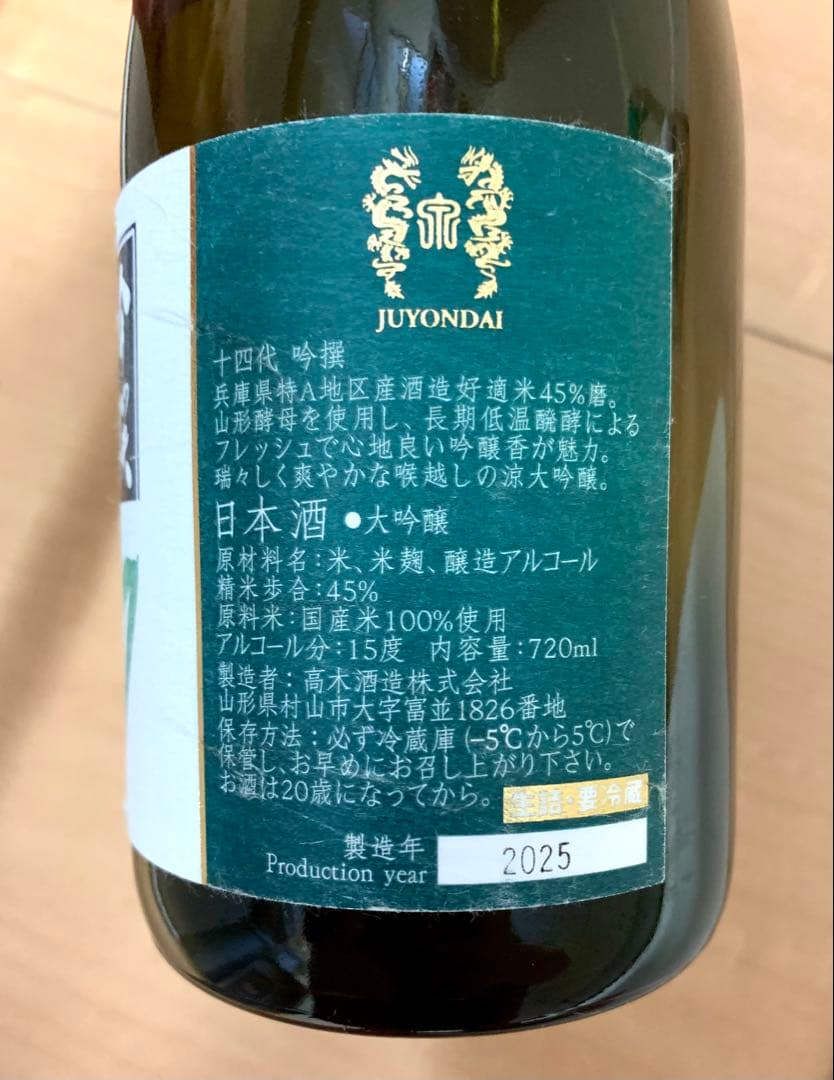 JUYONDAI
十四代 吟撰
兵庫県特A地区産酒造好適米45%磨。
山形酵母を使用し、長期低温醗酵による
フレッシュで心地良い吟醸香が魅力。
瑞々しく爽やかな喉越しの涼大吟醸。
日本酒 ●大吟醸
原材料名：米、米麹、醸造アルコール
精米歩合：45%
原料米：国産米100%使用
アルコール分：15度 内容量：720ml
製造者：高木酒造株式会社
山形県村山市大字富並1826番地
保存方法：必ず冷蔵庫(−5℃から5℃)で
保管し、お早めにお召し上がり下さい。
お酒は20歳になってから。 生詰・要冷蔵
製造年
Production year 2025